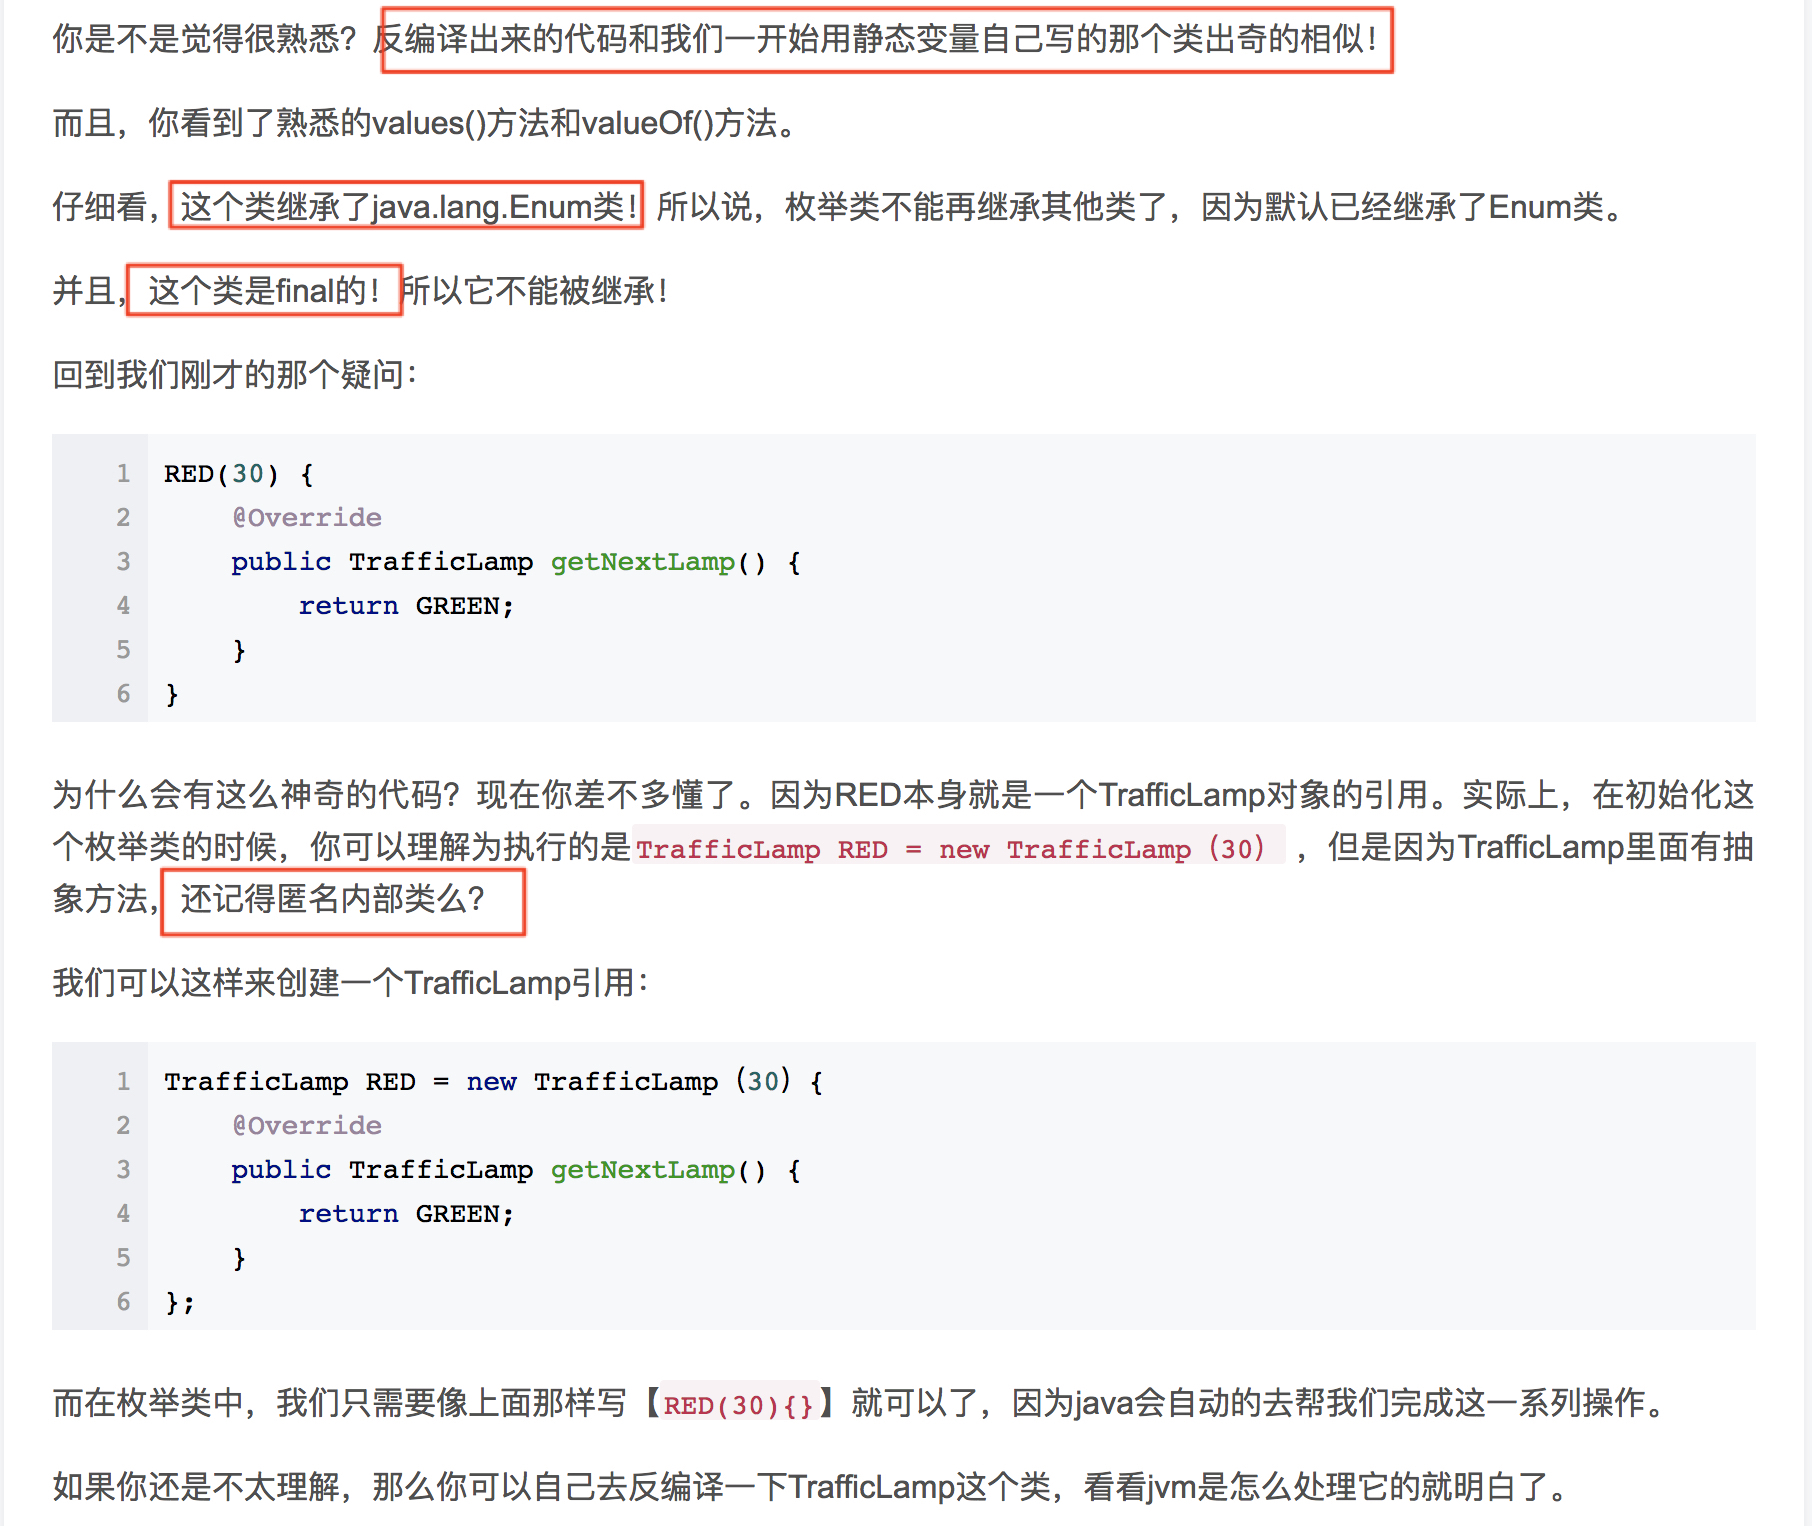 你是不是觉得很熟悉？反编译出来的代码和我们一开始用静态变量自己写的那个类出奇的相似！
而且，你看到了熟悉的values()方法和valueOf()方法。
仔细看，这个类继承了java.lang.Enum类！所以说，枚举类不能再继承其他类了，因为默认已经继承了Enum类。
并且，这个类是final的！所以它不能被继承！
回到我们刚才的那个疑问：
1 RED(30) {
2 @Override
3 public TrafficLamp getNextLamp() {
4 return GREEN;
5 }
6 }
为什么会有这么神奇的代码？现在你差不多懂了。因为RED本身就是一个TrafficLamp对象的引用。实际上，在初始化这
个枚举类的时候，你可以理解为执行的是TrafficLamp RED = new TrafficLamp（30），但是因为TrafficLamp里面有抽
象方法，还记得匿名内部类么？
我们可以这样来创建一个TrafficLamp引用：
1 TrafficLamp RED = new TrafficLamp（30）{
2 @Override
3 public TrafficLamp getNextLamp() {
4 return GREEN;
5 }
6 };
而在枚举类中，我们只需要像上面那样写【RED(30){}】就可以了，因为java会自动的去帮我们完成这一系列操作。
如果你还是不太理解，那么你可以自己去反编译一下TrafficLamp这个类，看看jvm是怎么处理它的就明白了。